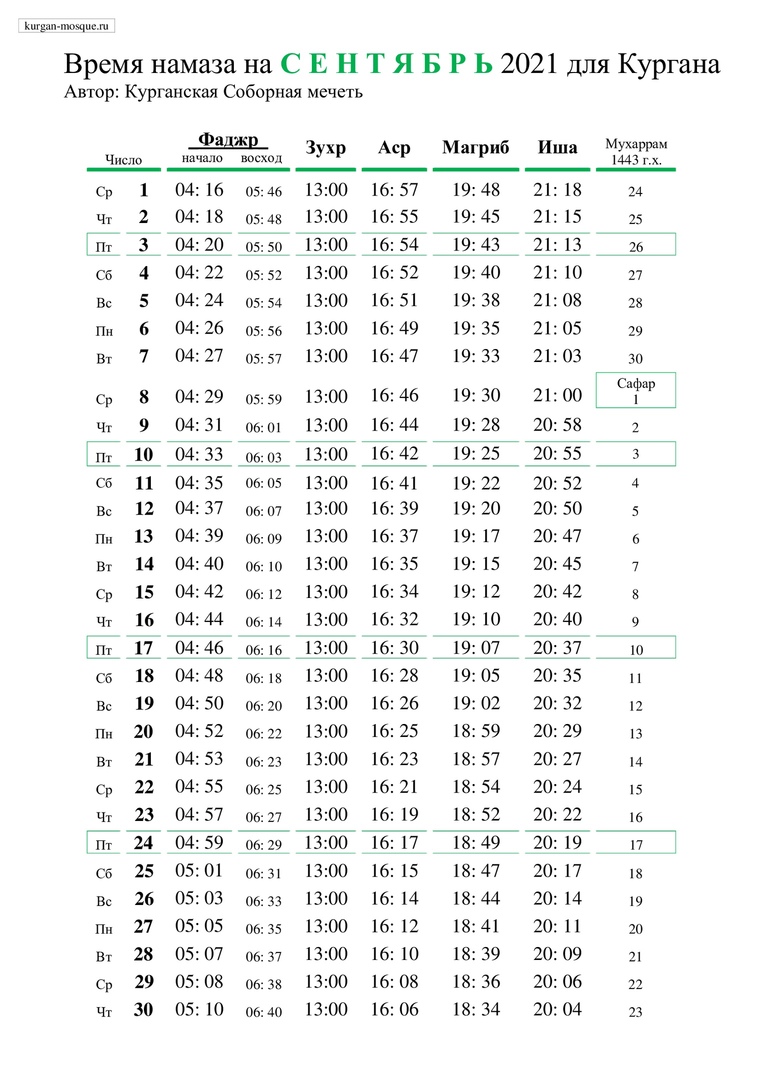 kurgan-mosque.ru
Время намаза на С Е Н Т Я Б Р Ь 2021 для Кургана
Автор: Курганская Соборная мечеть
Число Фаджр начало восход Зухр Аср Магриб Иша Мухаррам 1443 г.х.
Ср 1 04: 16 05: 46 13:00 16: 57 19: 48 21: 18 24
Чт 2 04: 18 05: 48 13:00 16: 55 19: 45 21: 15 25
Пт 3 04: 20 05: 50 13:00 16: 54 19: 43 21: 13 26
Сб 4 04: 22 05: 52 13:00 16: 52 19: 40 21: 10 27
Вс 5 04: 24 05: 54 13:00 16: 51 19: 38 21: 08 28
Пн 6 04: 26 05: 56 13:00 16: 49 19: 35 21: 05 29
Вт 7 04: 27 05: 57 13:00 16: 47 19: 33 21: 03 30
Ср 8 04: 29 05: 59 13:00 16: 46 19: 30 21: 00 Сафар 1
Чт 9 04: 31 06: 01 13:00 16: 44 19: 28 20: 58 2
Пт 10 04: 33 06: 03 13:00 16: 42 19: 25 20: 55 3
Сб 11 04: 35 06: 05 13:00 16: 41 19: 22 20: 52 4
Вс 12 04: 37 06: 07 13:00 16: 39 19: 20 20: 50 5
Пн 13 04: 39 06: 09 13:00 16: 37 19: 17 20: 47 6
Вт 14 04: 40 06: 10 13:00 16: 35 19: 15 20: 45 7
Ср 15 04: 42 06: 12 13:00 16: 34 19: 12 20: 42 8
Чт 16 04: 44 06: 14 13:00 16: 32 19: 10 20: 40 9
Пт 17 04: 46 06: 16 13:00 16: 30 19: 07 20: 37 10
Сб 18 04: 48 06: 18 13:00 16: 28 19: 05 20: 35 11
Вс 19 04: 50 06: 20 13:00 16: 26 19: 02 20: 32 12
Пн 20 04: 52 06: 22 13:00 16: 25 18: 59 20: 29 13
Вт 21 04: 53 06: 23 13:00 16: 23 18: 57 20: 27 14
Ср 22 04: 55 06: 25 13:00 16: 21 18: 54 20: 24 15
Чт 23 04: 57 06: 27 13:00 16: 19 18: 52 20: 22 16
Пт 24 04: 59 06: 29 13:00 16: 17 18: 49 20: 19 17
Сб 25 05: 01 06: 31 13:00 16: 15 18: 47 20: 17 18
Вс 26 05: 03 06: 33 13:00 16: 14 18: 44 20: 14 19
Пн 27 05: 05 06: 35 13:00 16: 12 18: 41 20: 11 20
Вт 28 05: 07 06: 37 13:00 16: 10 18: 39 20: 09 21
Ср 29 05: 08 06: 38 13:00 16: 08 18: 36 20: 06 22
Чт 30 05: 10 06: 40 13:00 16: 06 18: 34 20: 04 23